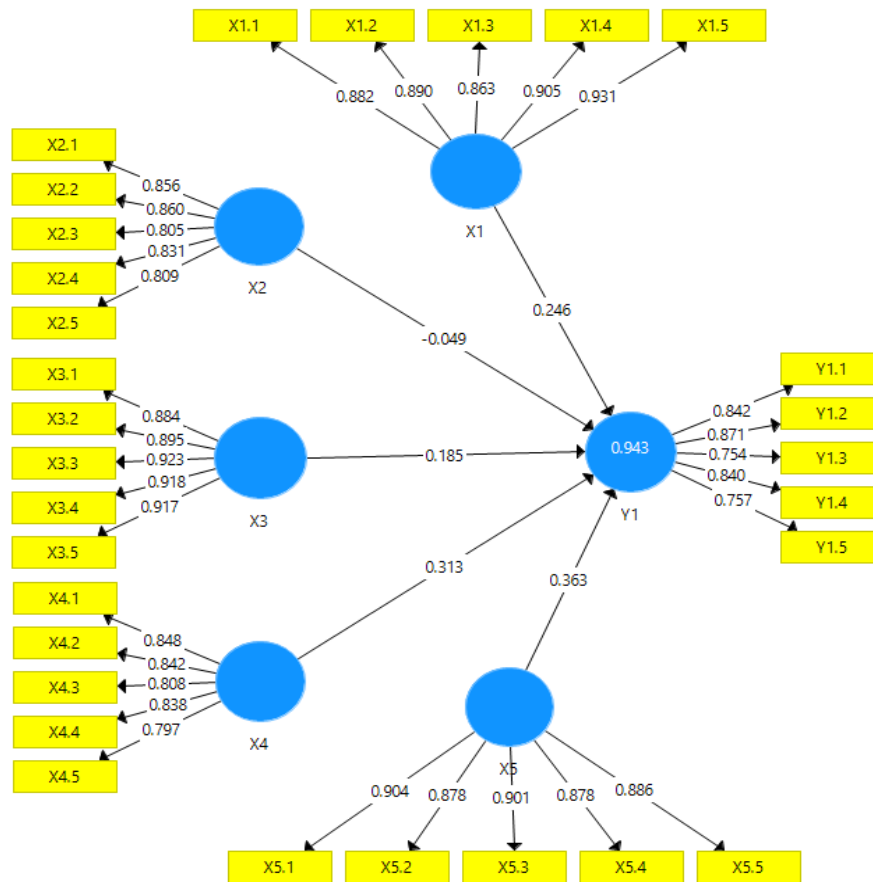 X1.1 X1.2 X1.3 X1.4 X1.5
0.882 0.890 0.863 0.905 0.931
X1
X2.1
X2.2
X2.3
X2.4
X2.5
0.856
0.860
0.805
0.831
0.809
X2
-0.049
0.246
X3.1
X3.2
X3.3
X3.4
X3.5
0.884
0.895
0.923
0.918
0.917
X3
0.185
0.943
Y1
0.842
0.871
0.754
0.840
0.757
Y1.1
Y1.2
Y1.3
Y1.4
Y1.5
X4.1
X4.2
X4.3
X4.4
X4.5
0.848
0.842
0.808
0.838
0.797
X4
0.313
0.363
X5
0.904 0.878 0.901 0.878 0.886
X5.1 X5.2 X5.3 X5.4 X5.5